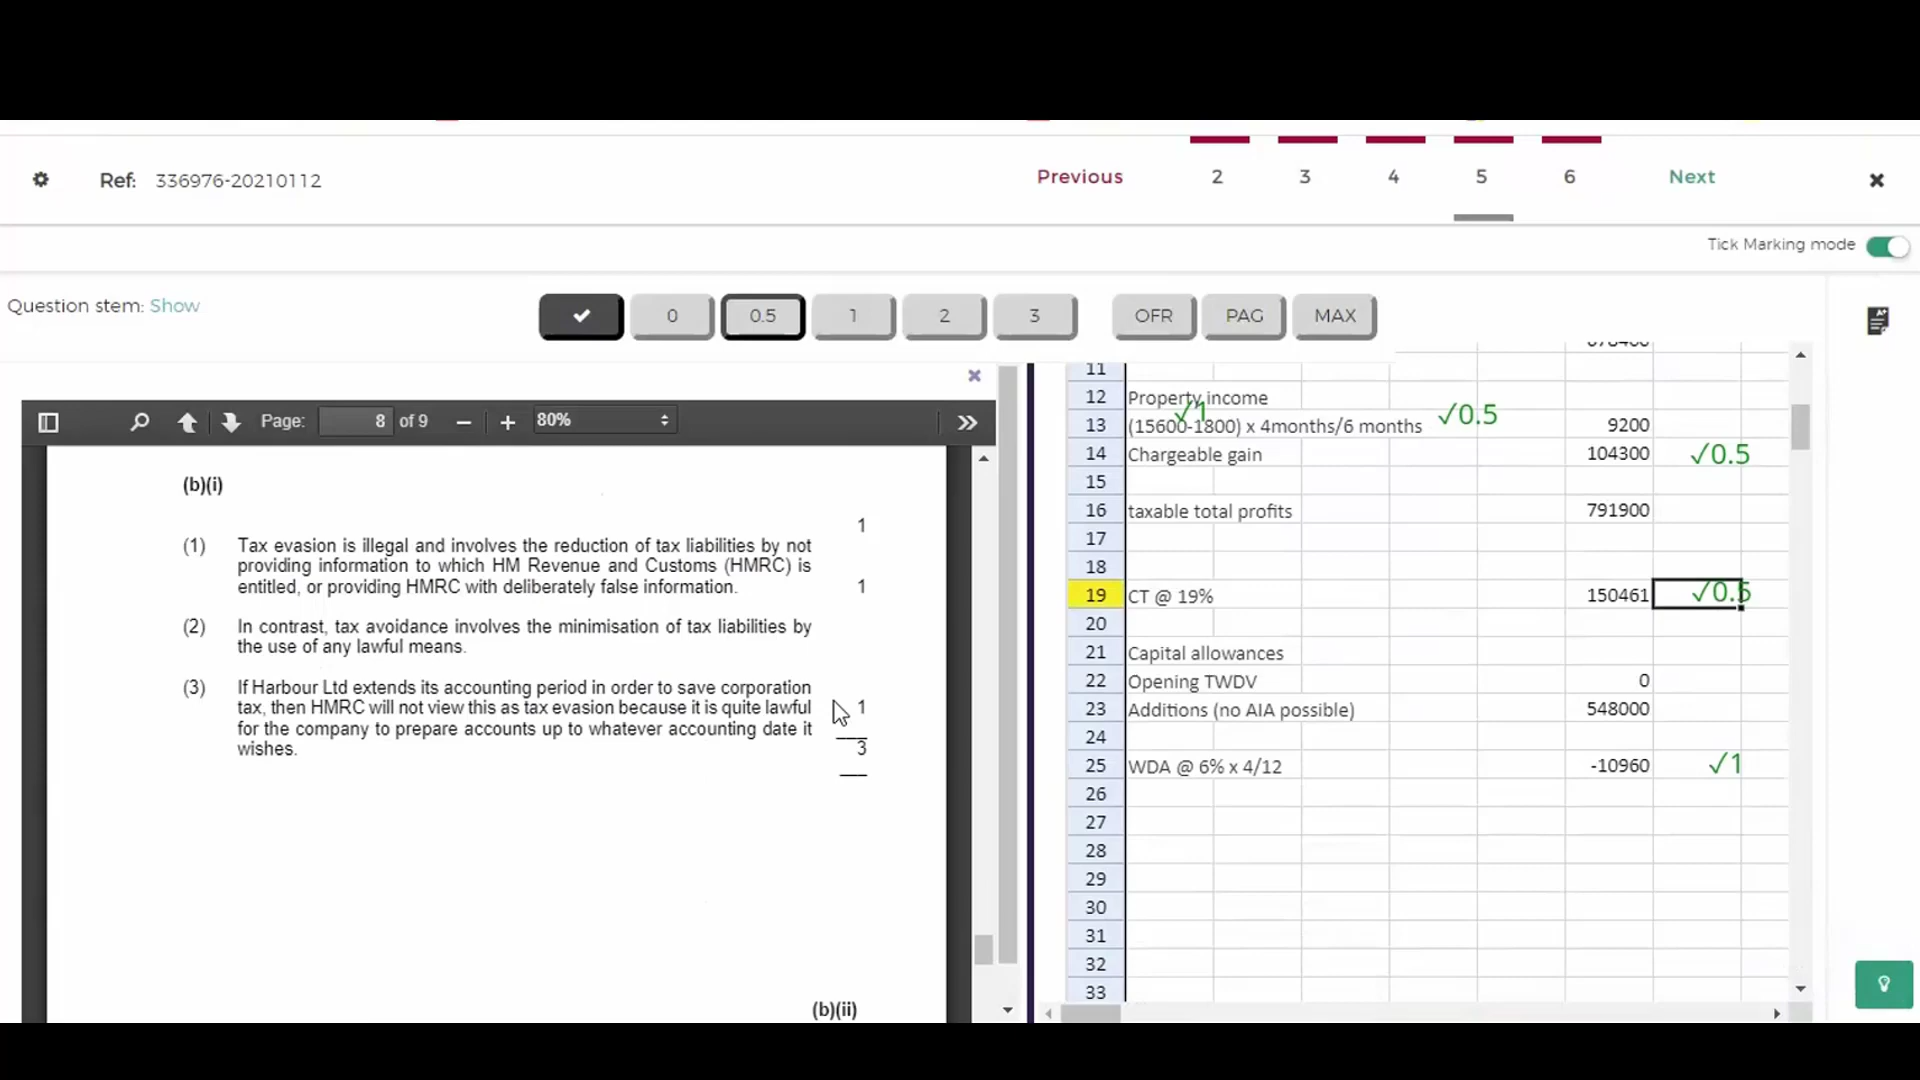 Ref: 336976-20210112
Previous 2 3 4 5 6 Next
Tick Marking mode
Question stem: Show
0 0.5 1 2 3 OFR PAG MAX
Page: 8 of 9 80%
(b)(i)
1
(1) Tax evasion is illegal and involves the reduction of tax liabilities by not
providing information to which HM Revenue and Customs (HMRC) is
entitled, or providing HMRC with deliberately false information. 1
(2) In contrast, tax avoidance involves the minimisation of tax liabilities by
the use of any lawful means.
(3) If Harbour Ltd extends its accounting period in order to save corporation
tax, then HMRC will not view this as tax evasion because it is quite lawful 1
for the company to prepare accounts up to whatever accounting date it
wishes. 3
(b)(ii)
11
12 Property income
✓1 ✓0.5
13 (15600-1800) x 4months/6 months 9200
14 Chargeable gain 104300 ✓0.5
15
16 taxable total profits 791900
17
18
19 CT @ 19% 150461 ✓0.5
20
21 Capital allowances
22 Opening TWDV 0
23 Additions (no AIA possible) 548000
24
25 WDA @ 6% x 4/12 -10960 ✓1
26
27
28
29
30
31
32
33